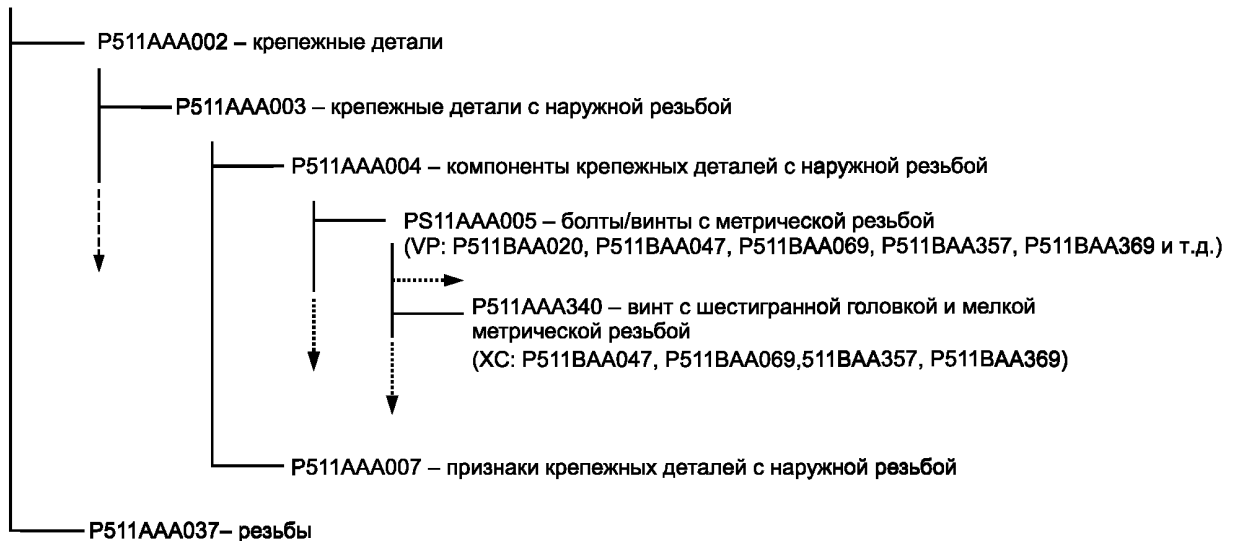 P511AAA002 – крепежные детали
P511AAA003 – крепежные детали с наружной резьбой
P511AAA004 – компоненты крепежных деталей с наружной резьбой
PS11AAA005 – болты/винты с метрической резьбой
(VP: P511BAA020, P511BAA047, P511BAA069, P511BAA357, P511BAA369 и т.д.)
P511AAA340 – винт с шестигранной головкой и мелкой
метрической резьбой
(XC: P511BAA047, P511BAA069,511BAA357, P511BAA369)
P511AAA007 – признаки крепежных деталей с наружной резьбой
P511AAA037– резьбы